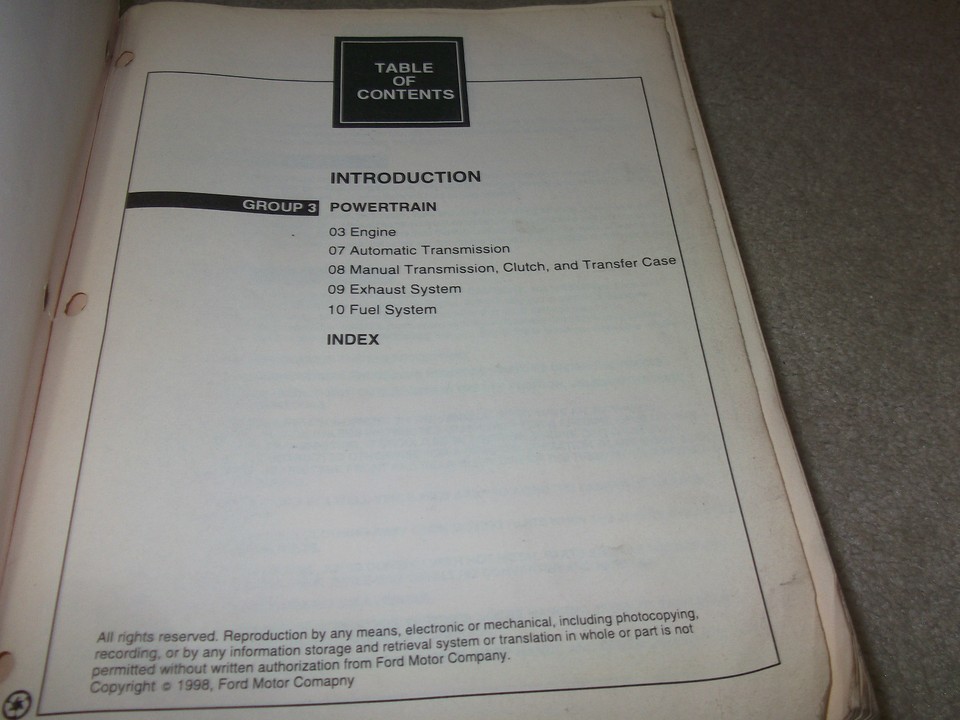 TABLE
OF
CONTENTS
INTRODUCTION
GROUP 3 POWERTRAIN
03 Engine
07 Automatic Transmission
08 Manual Transmission, Clutch, and Transfer Case
09 Exhaust System
10 Fuel System
INDEX
All rights reserved. Reproduction by any means, electronic or mechanical, including photocopying,
recording, or by any information storage and retrieval system or translation in whole or part is not
permitted without written authorization from Ford Motor Company.
Copyright © 1998, Ford Motor Comapny